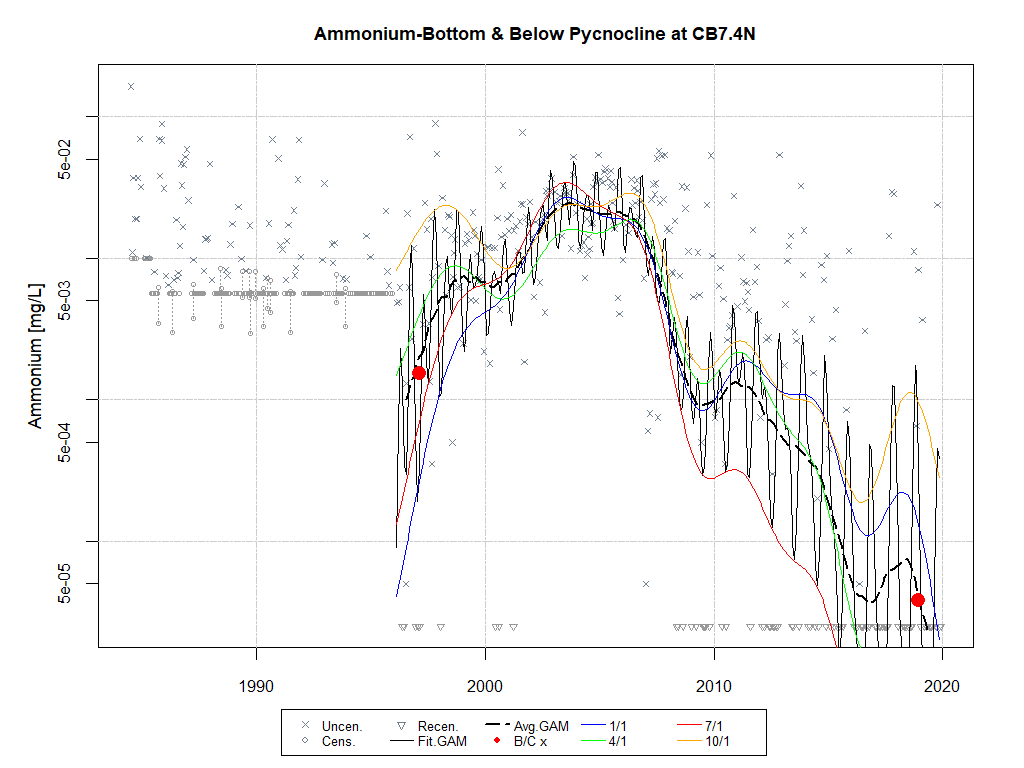 Ammonium-Bottom & Below Pycnocline at CB7.4N
Ammonium [mg/L]
5e-02
5e-03
5e-04
5e-05
1990 2000 2010 2020
Uncen. Recen. Avg.GAM 1/1 7/1
Cens. Fit.GAM B/C x 4/1 10/1